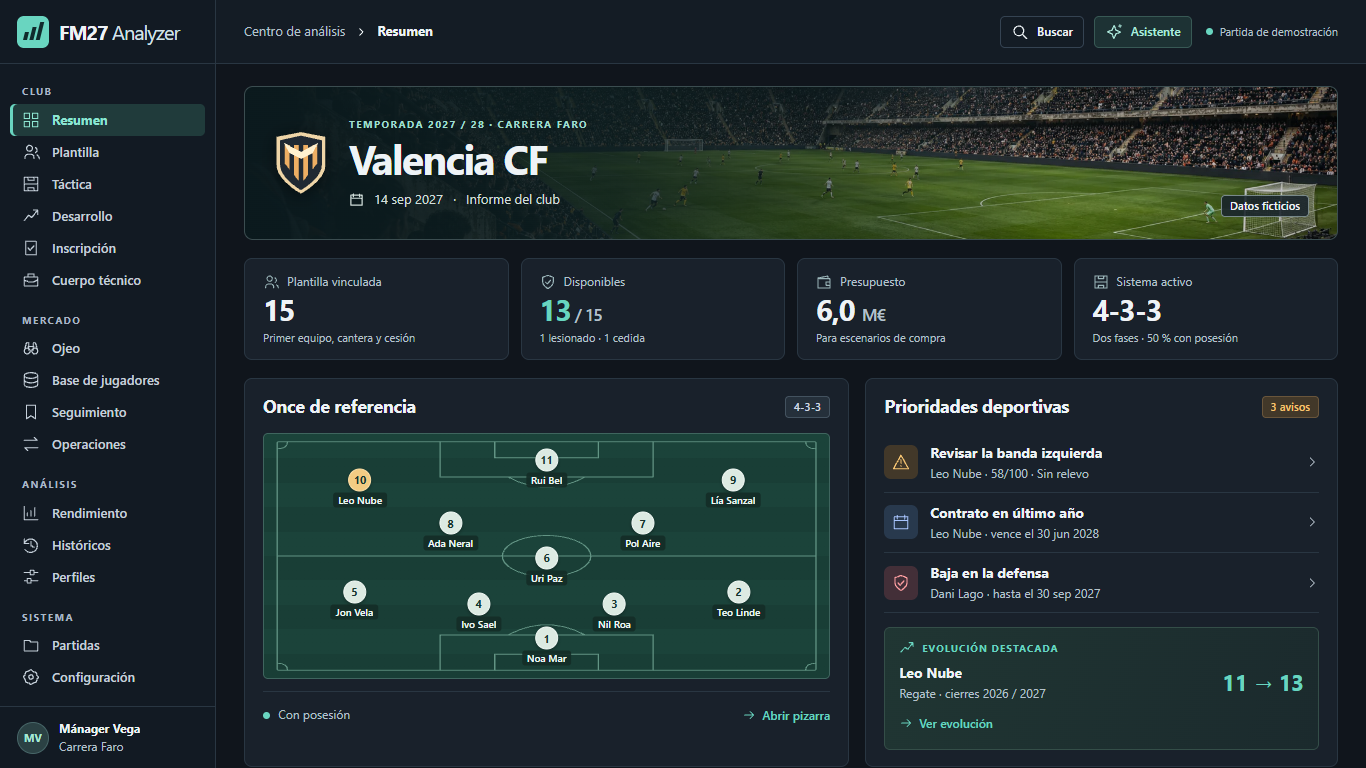 FM27 Analyzer
Centro de análisis > Resumen
Buscar
Asistente
Partida de demostración
CLUB
Resumen
Plantilla
Táctica
Desarrollo
Inscripción
Cuerpo técnico
MERCADO
Ojeo
Base de jugadores
Seguimiento
Operaciones
ANÁLISIS
Rendimiento
Históricos
Perfiles
SISTEMA
Partidas
Configuración
MV
Mánager Vega
Carrera Faro
TEMPORADA 2027 / 28 · CARRERA FARO
Valencia CF
14 sep 2027 · Informe del club
Datos ficticios
Plantilla vinculada
15
Primer equipo, cantera y cesión
Disponibles
13 / 15
1 lesionado · 1 cedida
Presupuesto
6,0 M€
Para escenarios de compra
Sistema activo
4-3-3
Dos fases · 50 % con posesión
Once de referencia
4-3-3
11
Rui Bel
10
Leo Nube
9
Lía Sanzal
8
Ada Neral
7
Pol Aire
6
Uri Paz
5
Jon Vela
4
Ivo Sael
3
Nil Roa
2
Teo Linde
1
Noa Mar
Con posesión
→ Abrir pizarra
Prioridades deportivas
3 avisos
Revisar la banda izquierda
Leo Nube · 58/100 · Sin relevo
Contrato en último año
Leo Nube · vence el 30 jun 2028
Baja en la defensa
Dani Lago · hasta el 30 sep 2027
EVOLUCIÓN DESTACADA
Leo Nube
Regate · cierres 2026 / 2027
11 → 13
→ Ver evolución